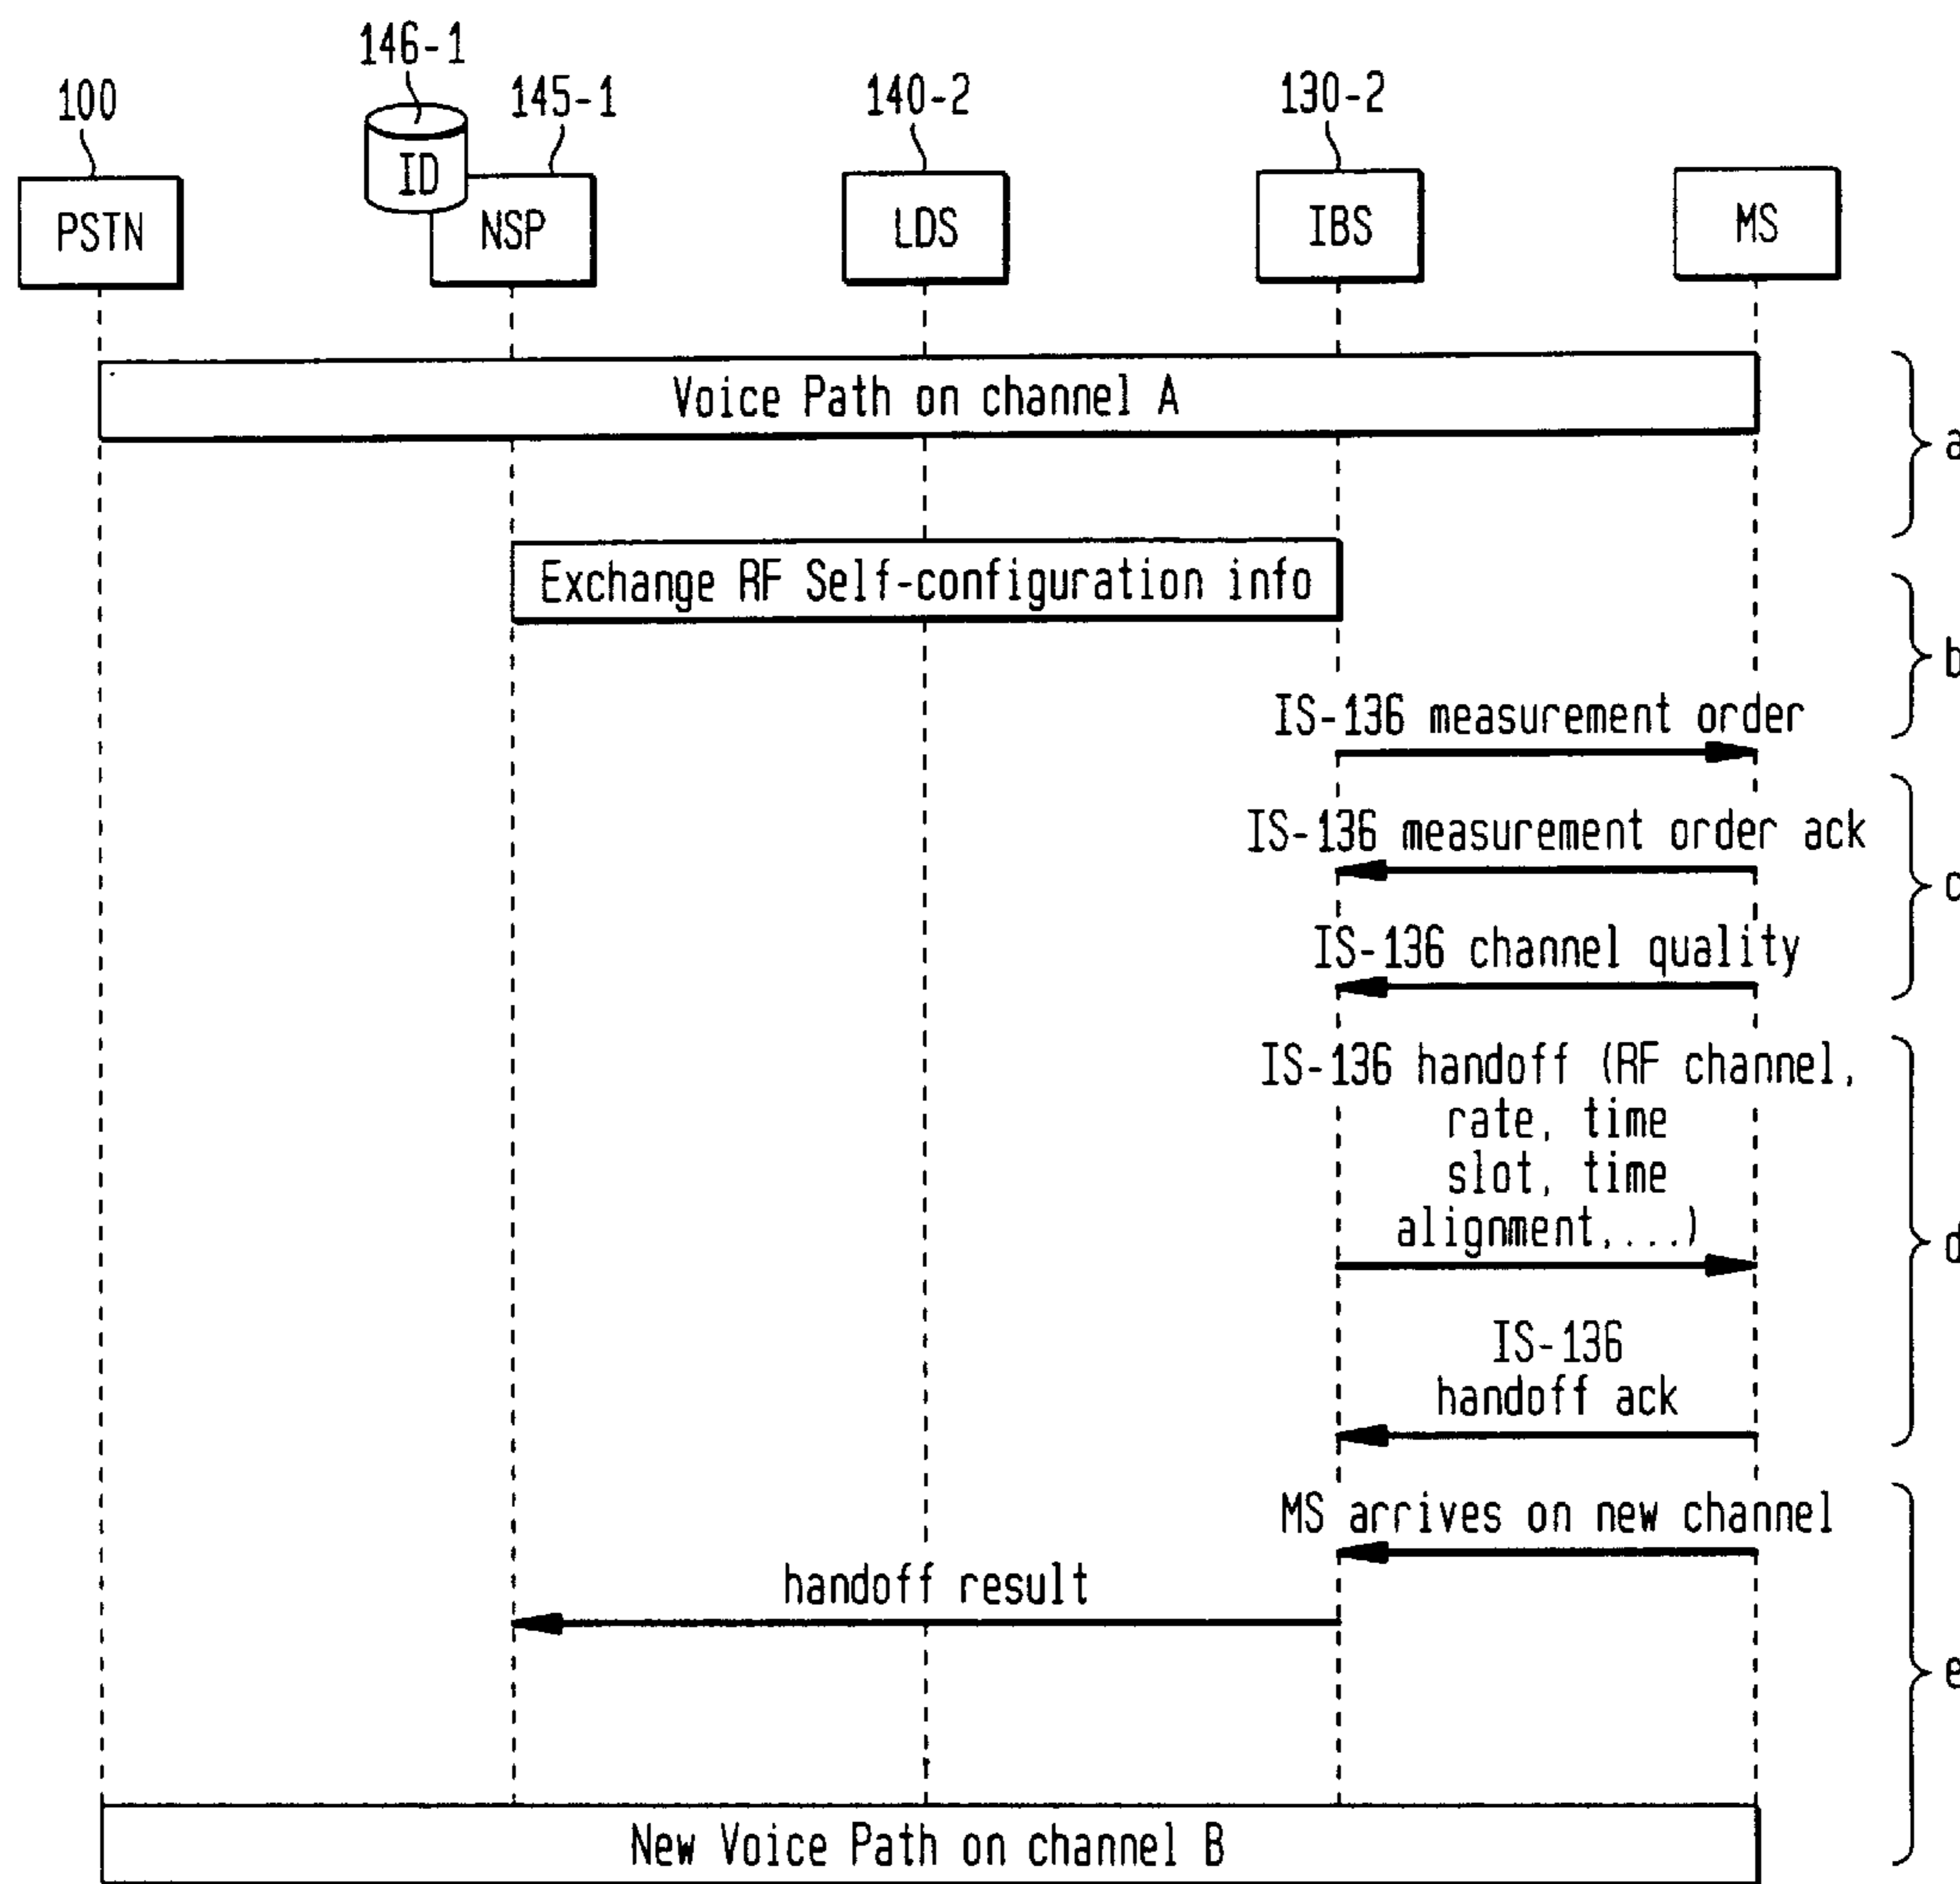 146-1
100
145-1
140-2
130-2
ID
PSTN
NSP
LDS
IBS
MS
Voice Path on channel A
a
Exchange RF Self-configuration info
b
IS-136 measurement order
IS-136 measurement order ack
c
IS-136 channel quality
IS-136 handoff (RF channel,
rate, time
slot, time
alignment,....)
d
IS-136
handoff ack
MS arrives on new channel
handoff result
e
New Voice Path on channel B